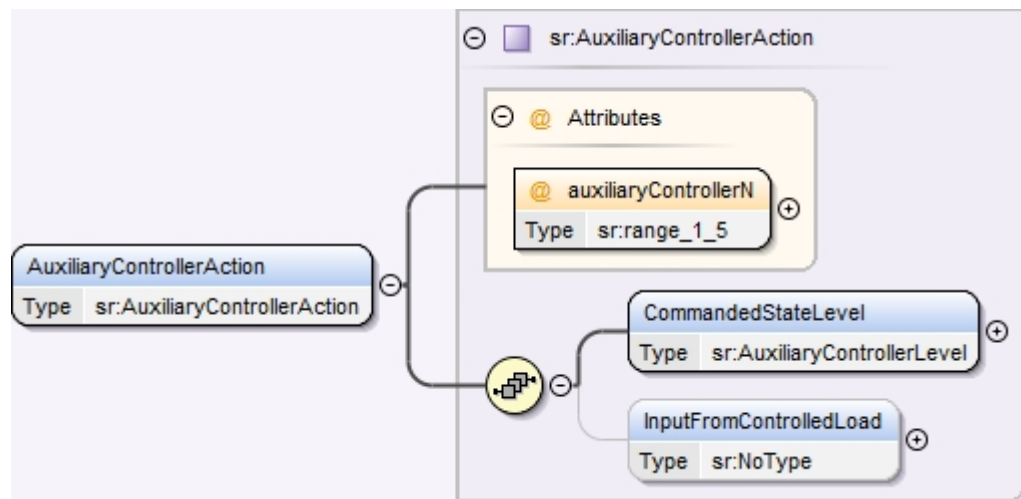 sr:AuxiliaryControllerAction
@ Attributes
@ auxiliaryControllerN
Type sr:range_1_5
AuxiliaryControllerAction
Type sr:AuxiliaryControllerAction
CommandedStateLevel
Type sr:AuxiliaryControllerLevel
InputFromControlledLoad
Type sr:NoType